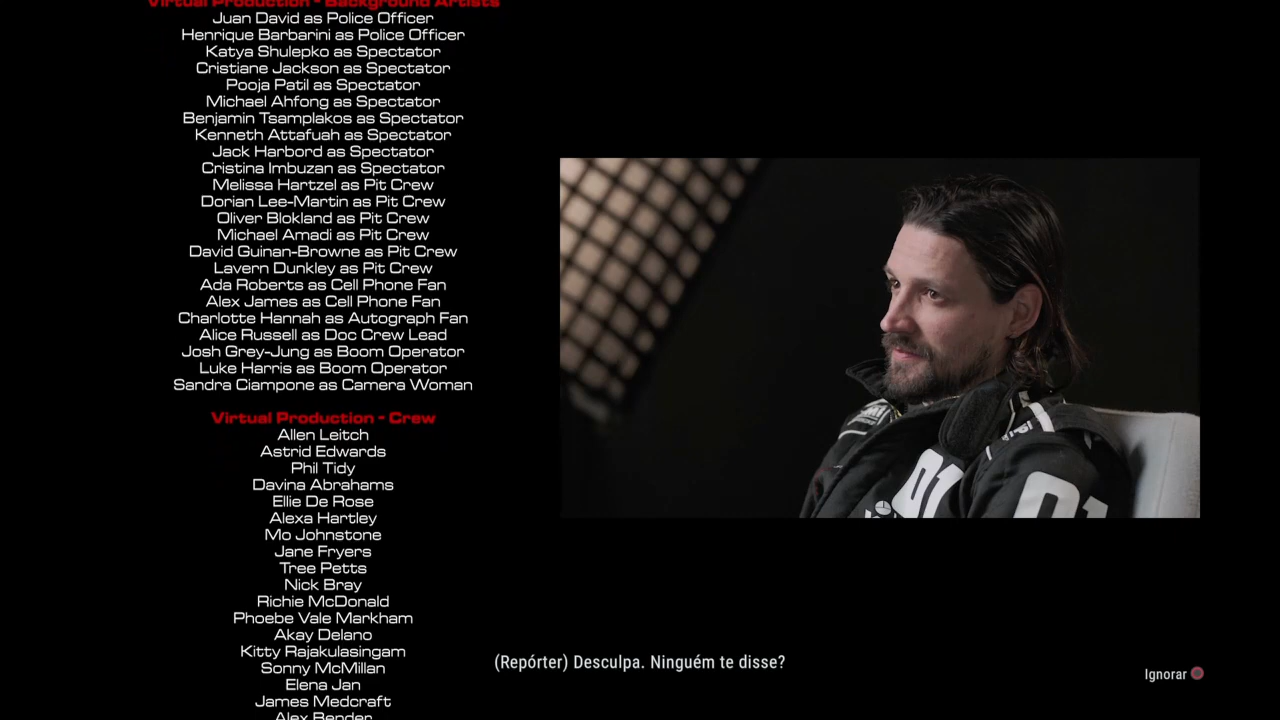 Virtual Production - Background Artists
Juan David as Police Officer
Henrique Barbarini as Police Officer
Katya Shulepko as Spectator
Cristiane Jackson as Spectator
Pooja Patil as Spectator
Michael Ahfong as Spectator
Benjamin Tsamplakos as Spectator
Kenneth Attafuah as Spectator
Jack Harbord as Spectator
Cristina Imbuzan as Spectator
Melissa Hartzel as Pit Crew
Dorian Lee-Martin as Pit Crew
Oliver Blokland as Pit Crew
Michael Amadi as Pit Crew
David Guinan-Browne as Pit Crew
Lavern Dunkley as Pit Crew
Ada Roberts as Cell Phone Fan
Alex James as Cell Phone Fan
Charlotte Hannah as Autograph Fan
Alice Russell as Doc Crew Lead
Josh Grey-Jung as Boom Operator
Luke Harris as Boom Operator
Sandra Ciampone as Camera Woman
Virtual Production - Crew
Allen Leitch
Astrid Edwards
Phil Tidy
Davina Abrahams
Ellie De Rose
Alexa Hartley
Mo Johnstone
Jane Fryers
Tree Petts
Nick Bray
Richie McDonald
Phoebe Vale Markham
Akay Delano
Kitty Rajakulasingam
Sonny McMillan
Elena Jan
James Medcraft
Alex Bender
01
01
(Repórter) Desculpa. Ninguém te disse?
Ignorar